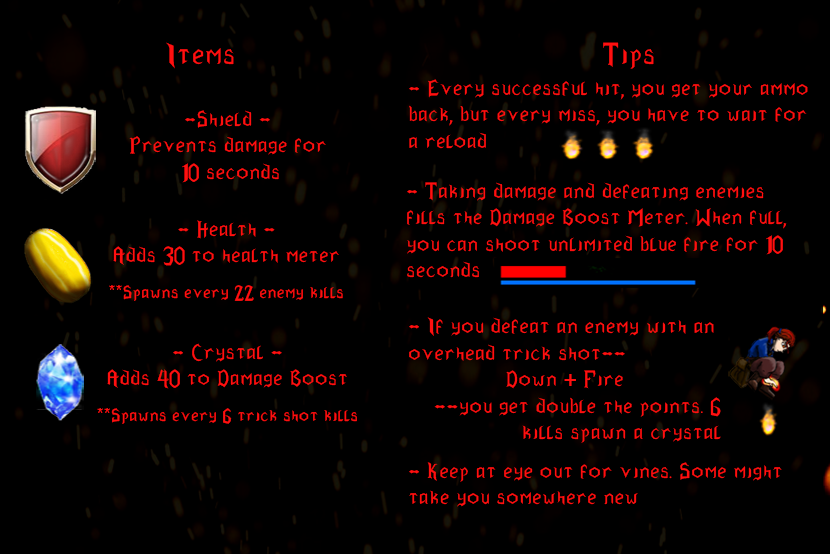 Items
-Shield -
Prevents damage for
10 seconds
- Health -
Adds 30 to health meter
**Spawns every 22 enemy kills
- Crystal -
Adds 40 to Damage Boost
**Spawns every 6 trick shot kills
Tips
- Every successful hit, you get your ammo
back, but every miss, you have to wait for
a reload
- Taking damage and defeating enemies
fills the Damage Boost Meter. When full,
you can shoot unlimited blue fire for 10
seconds
- If you defeat an enemy with an
overhead trick shot--
Down + Fire
--you get double the points. 6
kills spawn a crystal
- Keep at eye out for vines. Some might
take you somewhere new